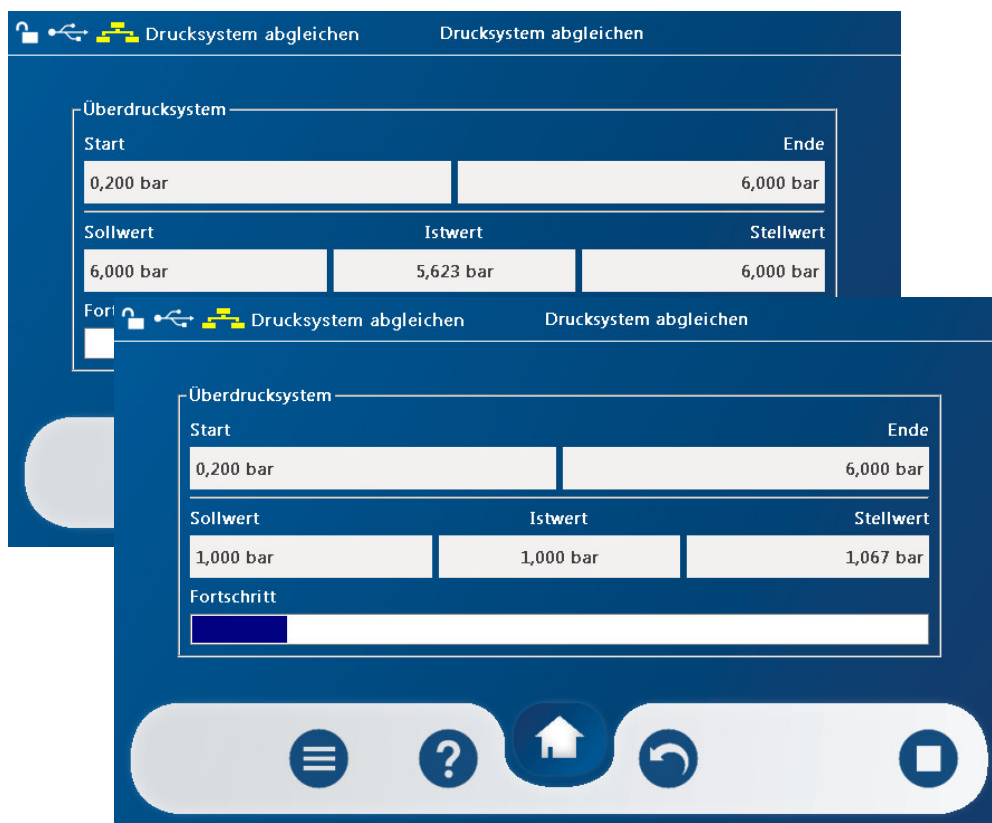 Drucksystem abgleichen Drucksystem abgleichen
Überdrucksystem
Start Ende
0,200 bar 6,000 bar
Sollwert Istwert Stellwert
6,000 bar 5,623 bar 6,000 bar
Drucksystem abgleichen Drucksystem abgleichen
Überdrucksystem
Start Ende
0,200 bar 6,000 bar
Sollwert Istwert Stellwert
1,000 bar 1,000 bar 1,067 bar
Fortschritt
?